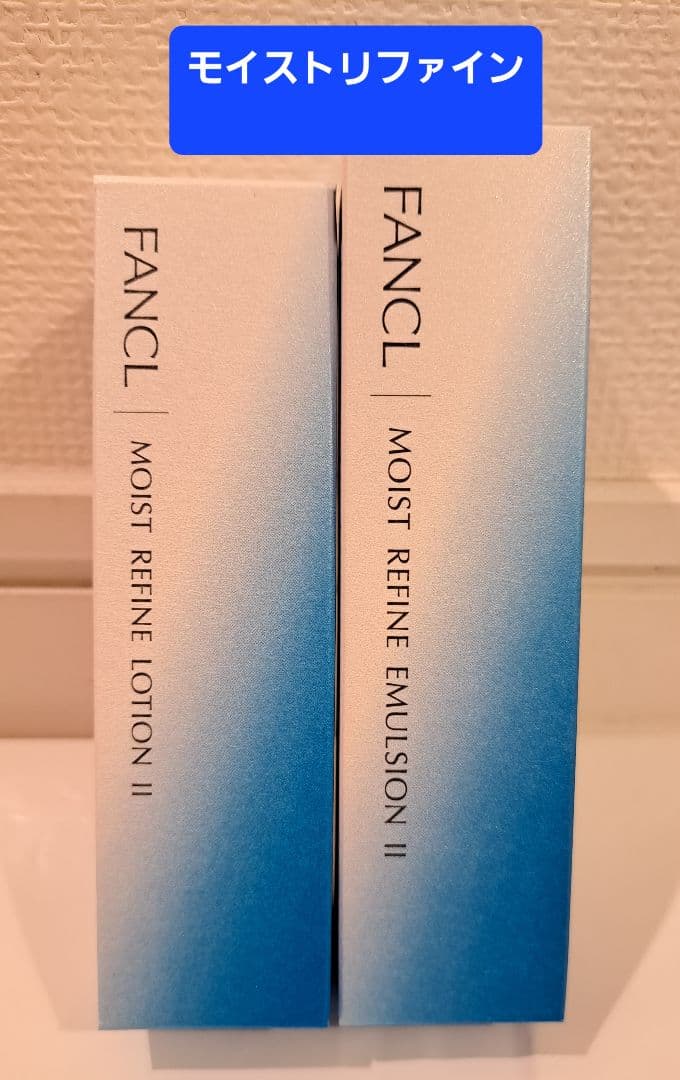 モイストリファイン
FANCL | MOIST REFINE LOTION II
FANCL | MOIST REFINE EMULSION II